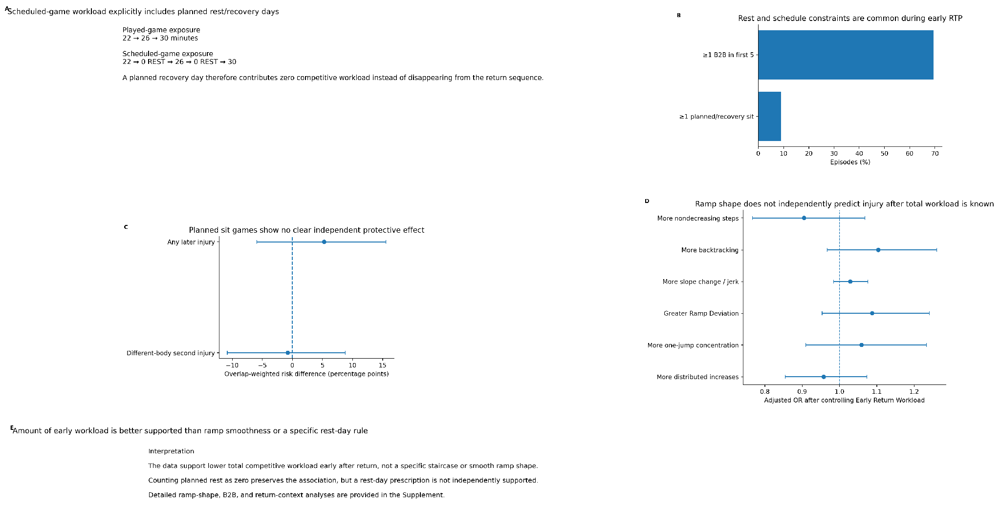 A
Scheduled-game workload explicitly includes planned rest/recovery days
Played-game exposure
22 → 26 → 30 minutes
Scheduled-game exposure
22 → 0 REST → 26 → 0 REST → 30
A planned recovery day therefore contributes zero competitive workload instead of disappearing from the return sequence.
B
Rest and schedule constraints are common during early RTP
≥1 B2B in first 5
≥1 planned/recovery sit
0 10 20 30 40 50 60 70
Episodes (%)
C
Planned sit games show no clear independent protective effect
Any later injury
Different-body second injury
−10 −5 0 5 10 15
Overlap-weighted risk difference (percentage points)
D
Ramp shape does not independently predict injury after total workload is known
More nondecreasing steps
More backtracking
More slope change / jerk
Greater Ramp Deviation
More one-jump concentration
More distributed increases
0.8 0.9 1.0 1.1 1.2
Adjusted OR after controlling Early Return Workload
E
Amount of early workload is better supported than ramp smoothness or a specific rest-day rule
Interpretation
The data support lower total competitive workload early after return, not a specific staircase or smooth ramp shape.
Counting planned rest as zero preserves the association, but a rest-day prescription is not independently supported.
Detailed ramp-shape, B2B, and return-context analyses are provided in the Supplement.